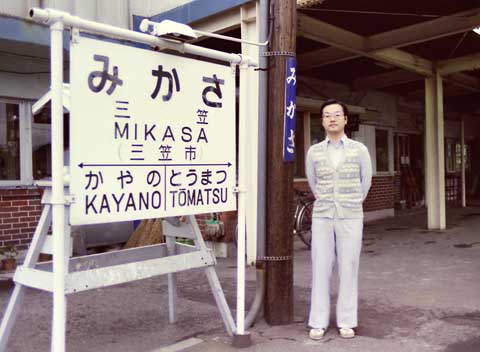 みかさ
三笠
MIKASA
(三笠市)
かやの とうまつ
KAYANO TŌMATSU
みかさ